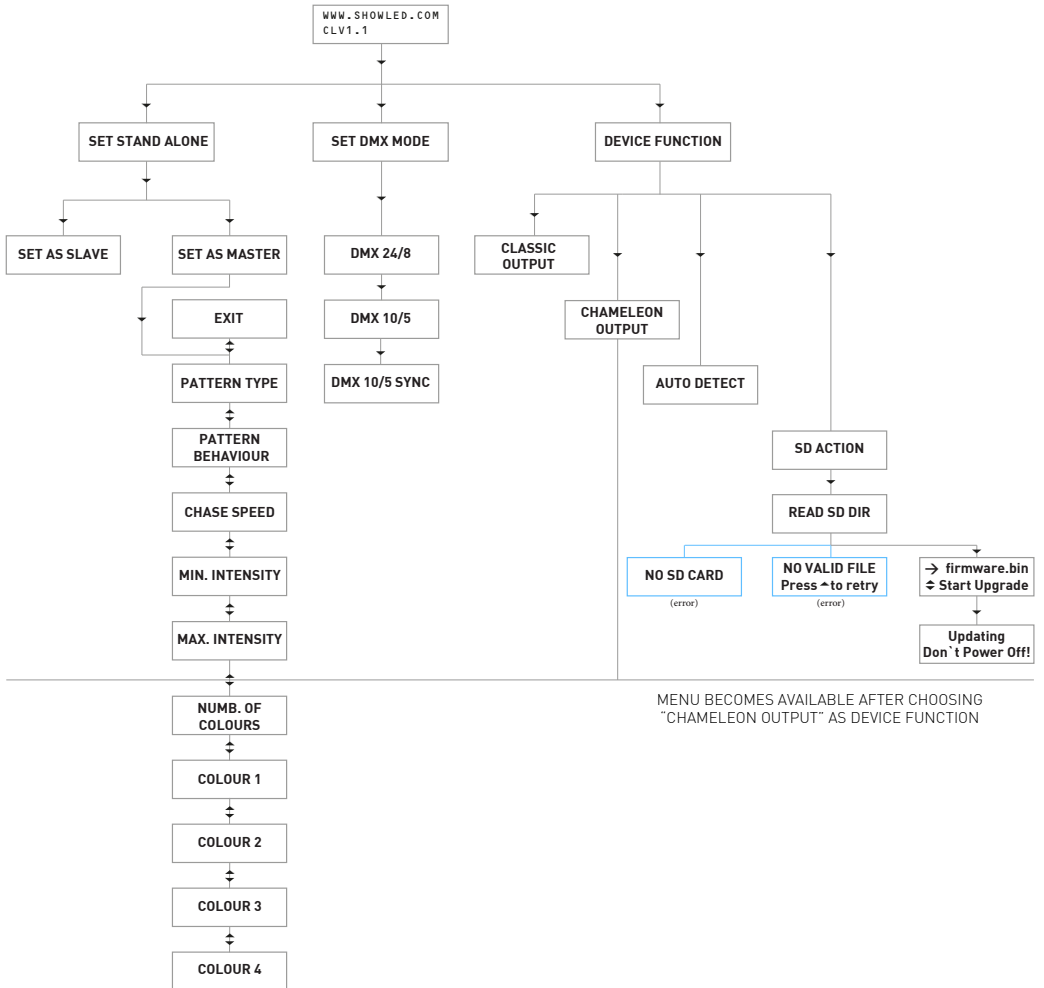 WWW.SHOWLED.COM
CLV1.1
SET STAND ALONE
SET DMX MODE
DEVICE FUNCTION
SET AS SLAVE
SET AS MASTER
DMX 24/8
CLASSIC
OUTPUT
EXIT
DMX 10/5
CHAMELEON
OUTPUT
PATTERN TYPE
DMX 10/5 SYNC
AUTO DETECT
PATTERN
BEHAVIOUR
SD ACTION
CHASE SPEED
READ SD DIR
MIN. INTENSITY
NO SD CARD
(error)
NO VALID FILE
Press to retry
(error)
→ firmware.bin
Start Upgrade
MAX. INTENSITY
Updating
Don`t Power Off!
NUMB. OF
COLOURS
MENU BECOMES AVAILABLE AFTER CHOOSING
“CHAMELEON OUTPUT” AS DEVICE FUNCTION
COLOUR 1
COLOUR 2
COLOUR 3
COLOUR 4